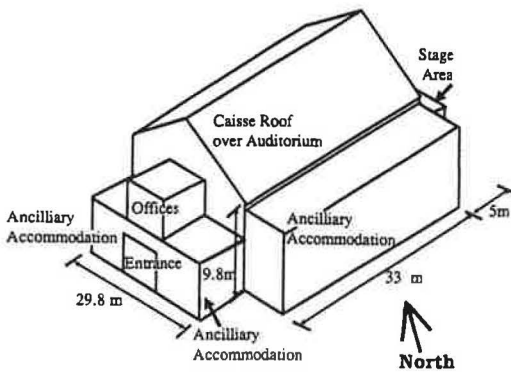 Stage
Area
Caisse Roof
over Auditorium
Offices
Ancilliary
Accommodation
Ancilliary
Accommodation
5m
Entrance
9.8m
33 m
29.8 m
Ancilliary
Accommodation
North